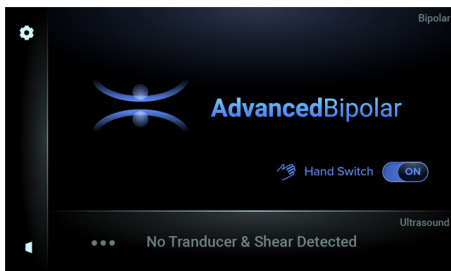 Bipolar
AdvancedBipolar
Hand Switch ON
Ultrasound
No Tranducer & Shear Detected